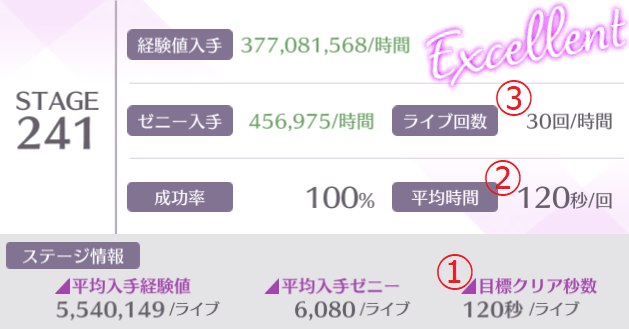 経験値入手 377,081,568/時間
Excellent
STAGE
241
③
ゼニー入手 456,975/時間 ライブ回数 30回/時間
②
成功率 100% 平均時間 120秒/回
ステージ情報
①
平均入手経験値 平均入手ゼニー 目標クリア秒数
5,540,149/ライブ 6,080/ライブ 120秒/ライブ